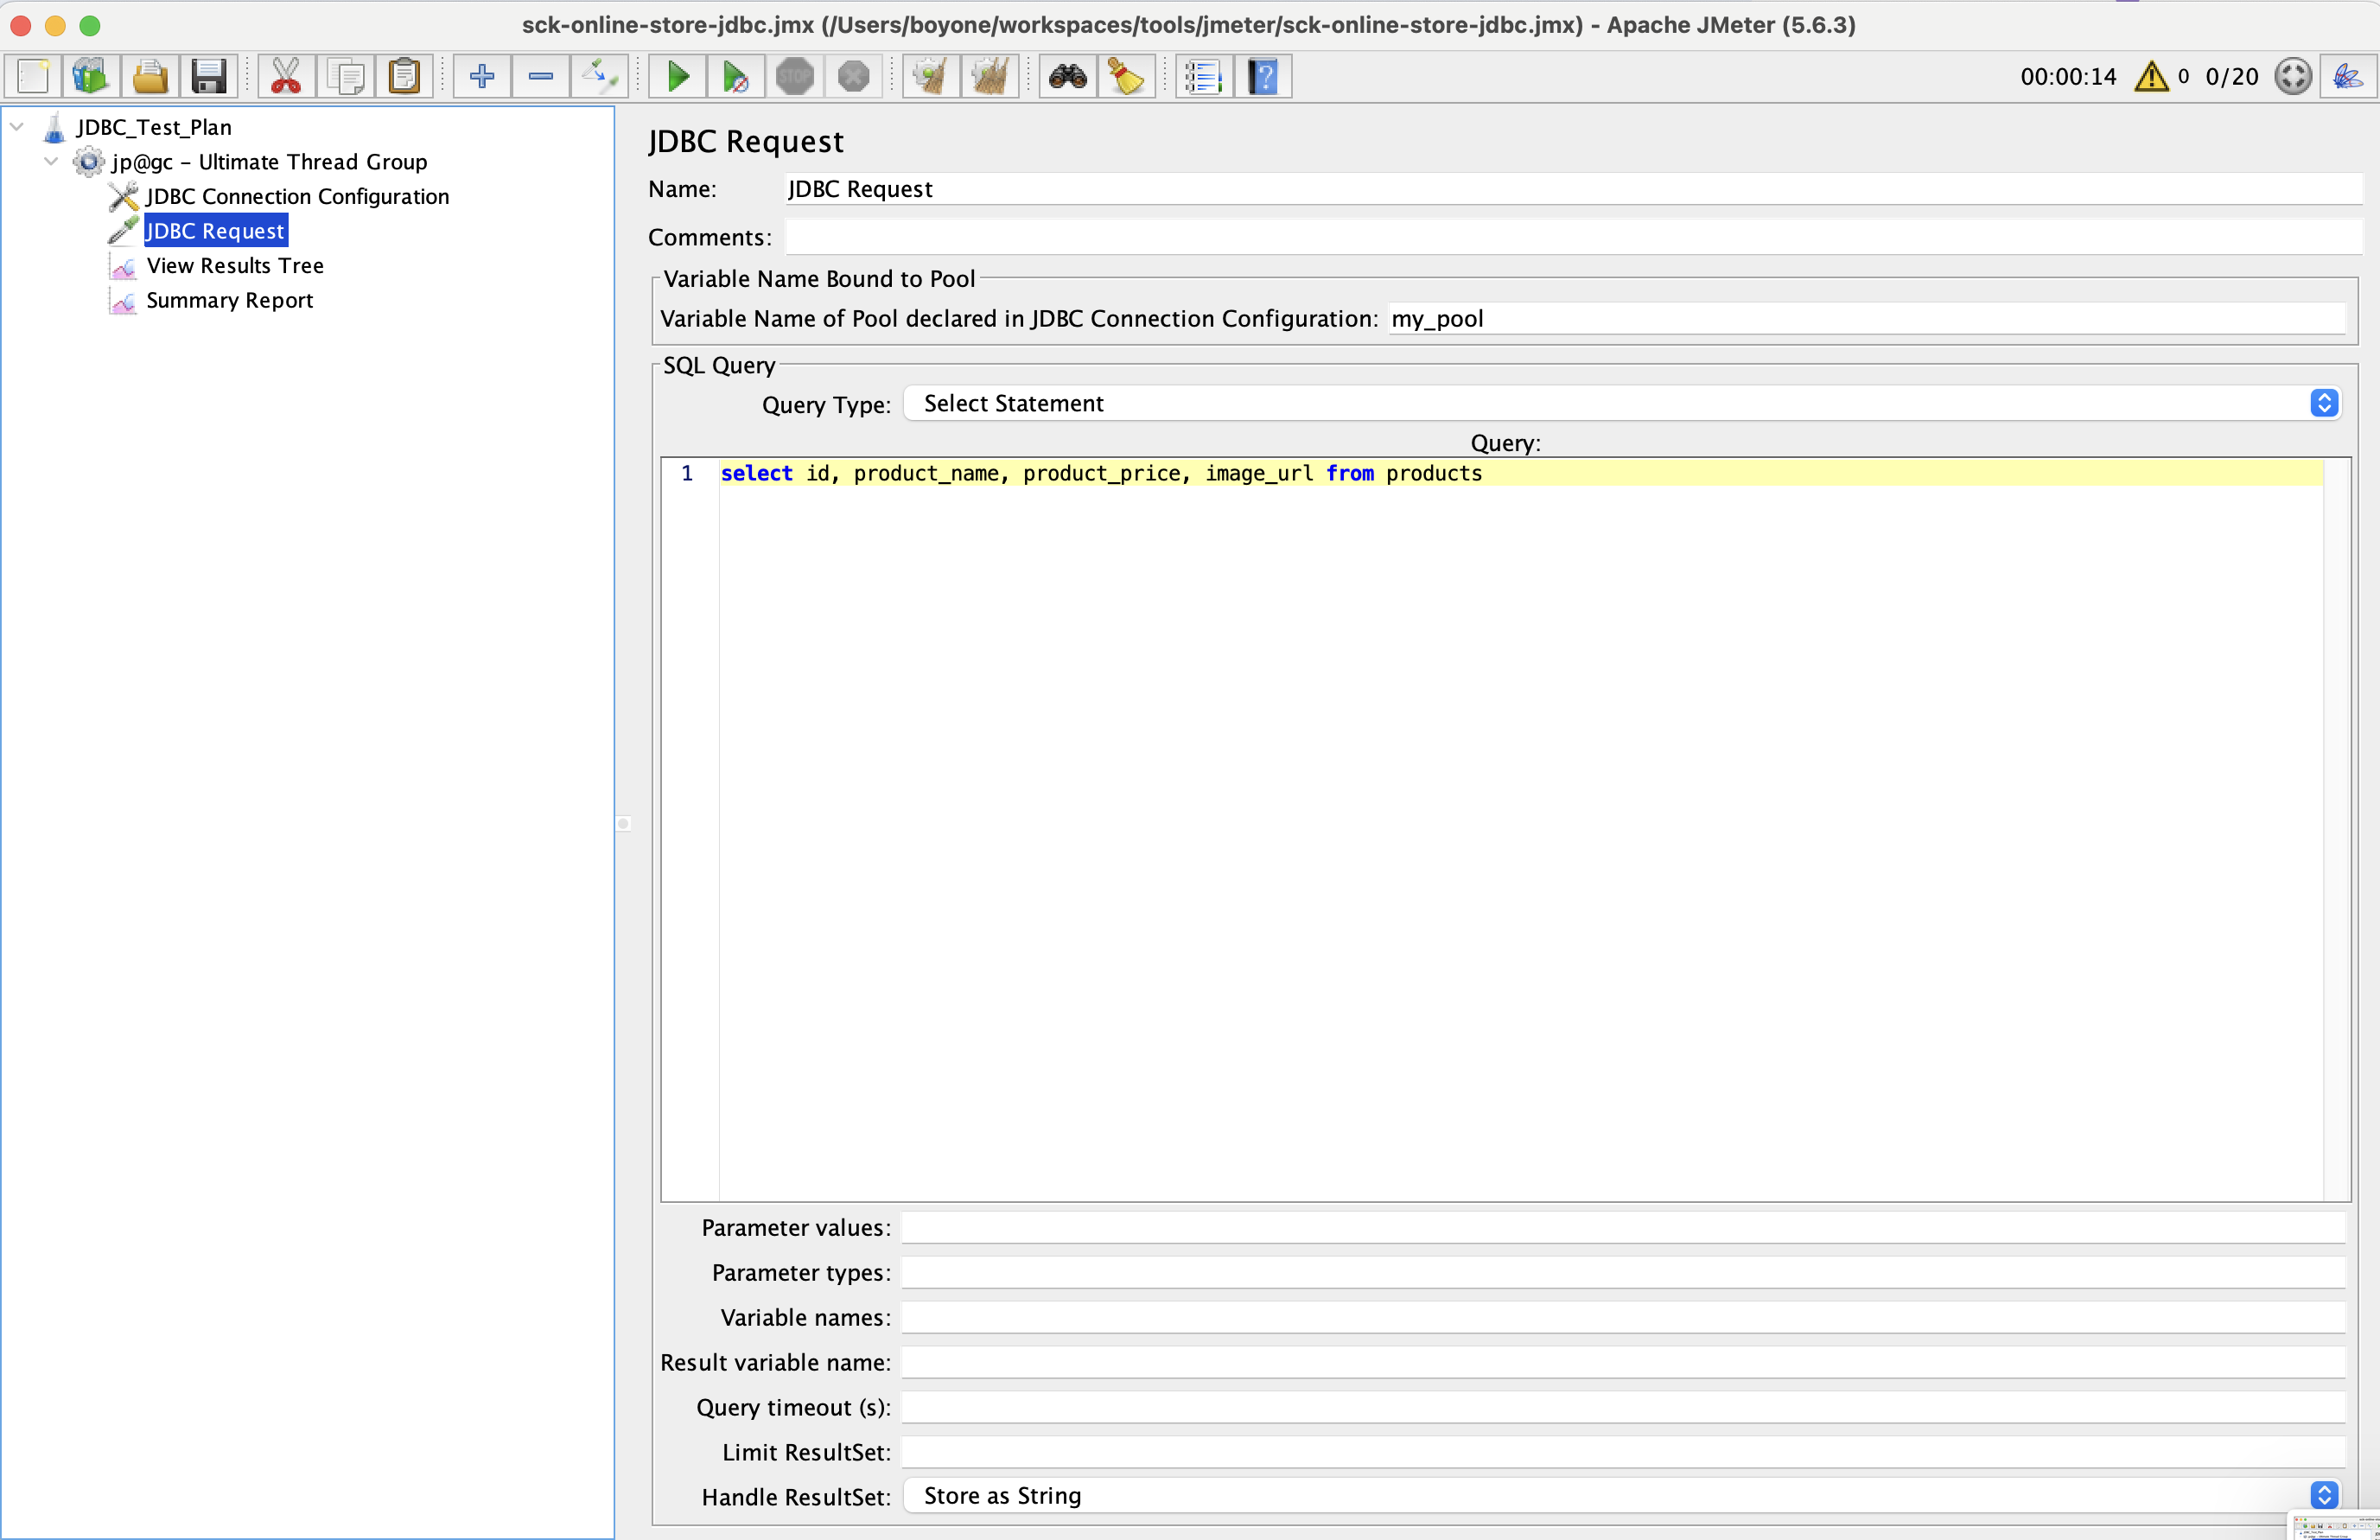 sck-online-store-jdbc.jmx (/Users/boyone/workspaces/tools/jmeter/sck-online-store-jdbc.jmx) - Apache JMeter (5.6.3)
STOP
?
00:00:14 0 0/20
JDBC_Test_Plan
jp@gc - Ultimate Thread Group
JDBC Connection Configuration
JDBC Request
View Results Tree
Summary Report
JDBC Request
Name: JDBC Request
Comments:
Variable Name Bound to Pool
Variable Name of Pool declared in JDBC Connection Configuration: my_pool
SQL Query
Query Type: Select Statement
Query:
1 select id, product_name, product_price, image_url from products
Parameter values:
Parameter types:
Variable names:
Result variable name:
Query timeout (s):
Limit ResultSet:
Handle ResultSet: Store as String